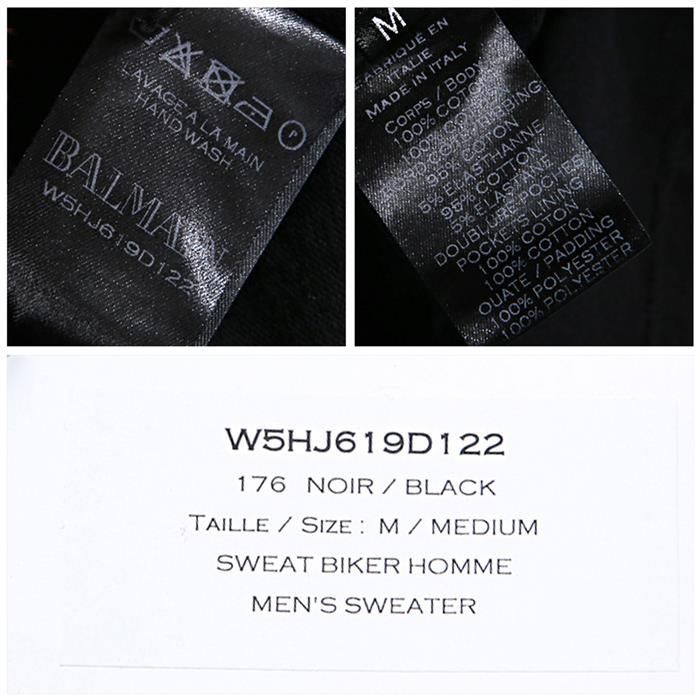 LAVAGE A LA MAIN
HAND WASH
P
BALMAIN
W5HJ619D122
M
FABRIQUÉ EN
ITALIE
MADE IN ITALY
CORPS / BODY
100% COTON
100% COTTON
95% COTON
5% ELASTHANNE
95% COTTON
5% ELASTANE
DOUBLURE POCHES
POCKETS LINING
100% COTON
100% COTTON
OUATE / PADDING
100% POLYESTER
100% POLYESTER
W5HJ619D122
176 NOIR / BLACK
TAILLE / SIZE : M / MEDIUM
SWEAT BIKER HOMME
MEN'S SWEATER